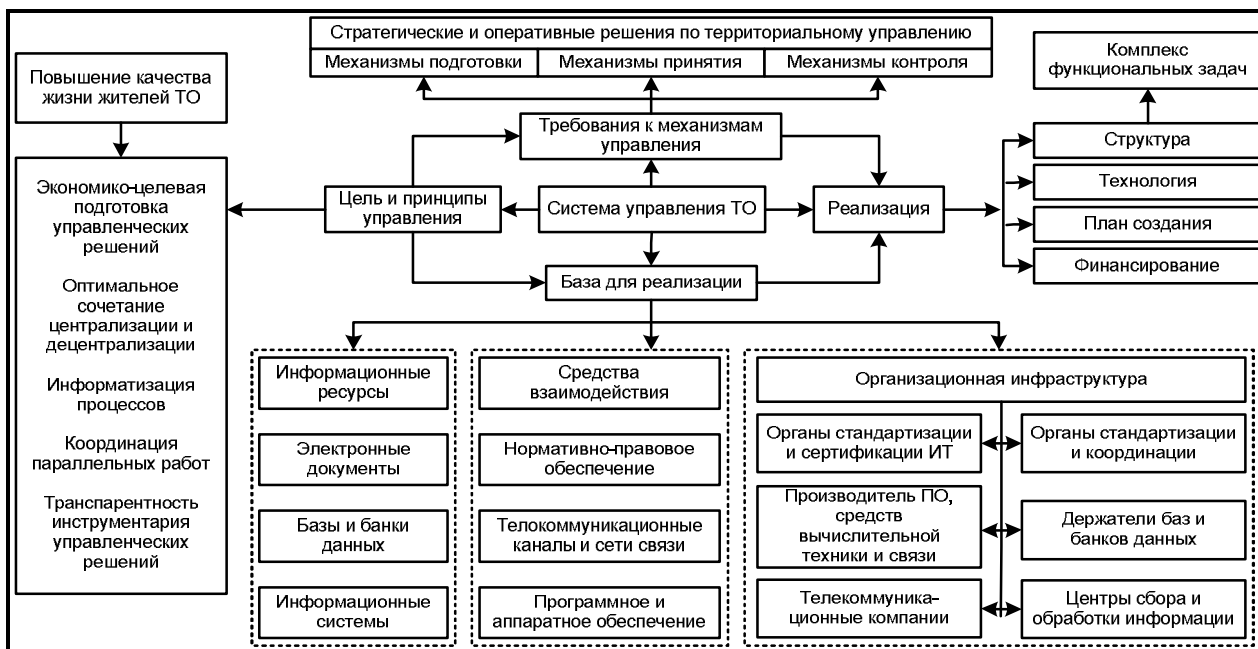 Стратегические и оперативные решения по территориальному управлению
Механизмы подготовки
Механизмы принятия
Механизмы контроля
Повышение качества
жизни жителей ТО
Комплекс
функциональных задач
Требования к механизмам
управления
Экономико-целевая
подготовка
управленческих
решений
Оптимальное
сочетание
централизации и
децентрализации
Информатизация
процессов
Координация
параллельных работ
Транспарентность
инструментария
управленческих
решений
Цель и принципы
управления
Система управления ТО
Реализация
Структура
Технология
План создания
Финансирование
База для реализации
Информационные
ресурсы
Электронные
документы
Базы и банки
данных
Информационные
системы
Средства
взаимодействия
Нормативно-правовое
обеспечение
Телокоммуникационные
каналы и сети связи
Программное и
аппаратное обеспечение
Организационная инфраструктура
Органы стандартизации
и сертификации ИТ
Органы стандартизации
и координации
Производитель ПО,
средств
вычислительной
техники и связи
Держатели баз и
банков данных
Телекоммуника-
ционные компании
Центры сбора и
обработки информации